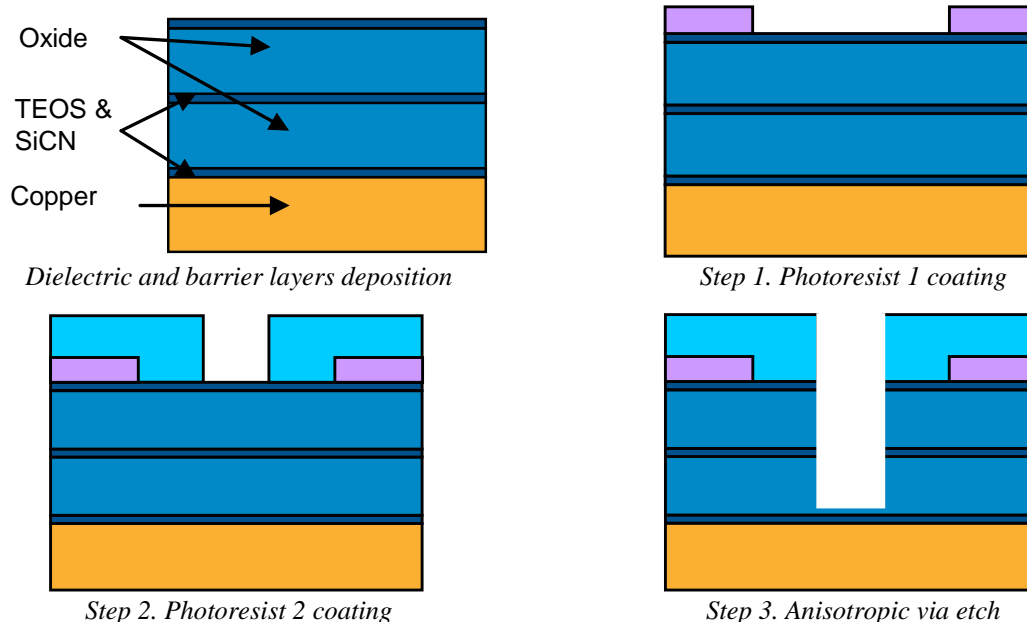 Oxide
TEOS &
SiCN
Copper
Dielectric and barrier layers deposition
Step 1. Photoresist 1 coating
Step 2. Photoresist 2 coating
Step 3. Anisotropic via etch